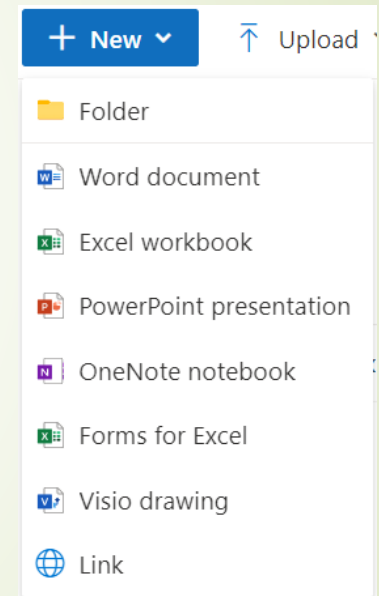 + New
Upload
Folder
Word document
Excel workbook
PowerPoint presentation
OneNote notebook
Forms for Excel
Visio drawing
Link